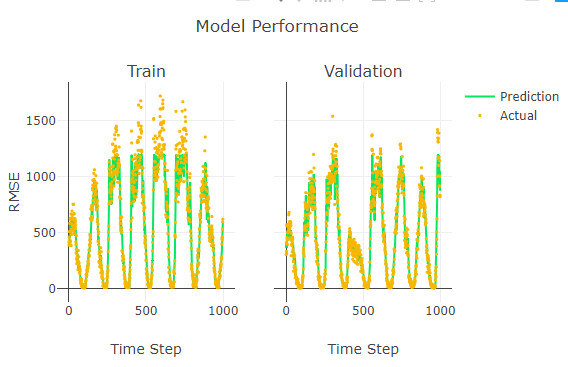 Model Performance
Train
Validation
Prediction
Actual
RMSE
1500
1000
500
0
0
500
1000
0
500
1000
Time Step
Time Step